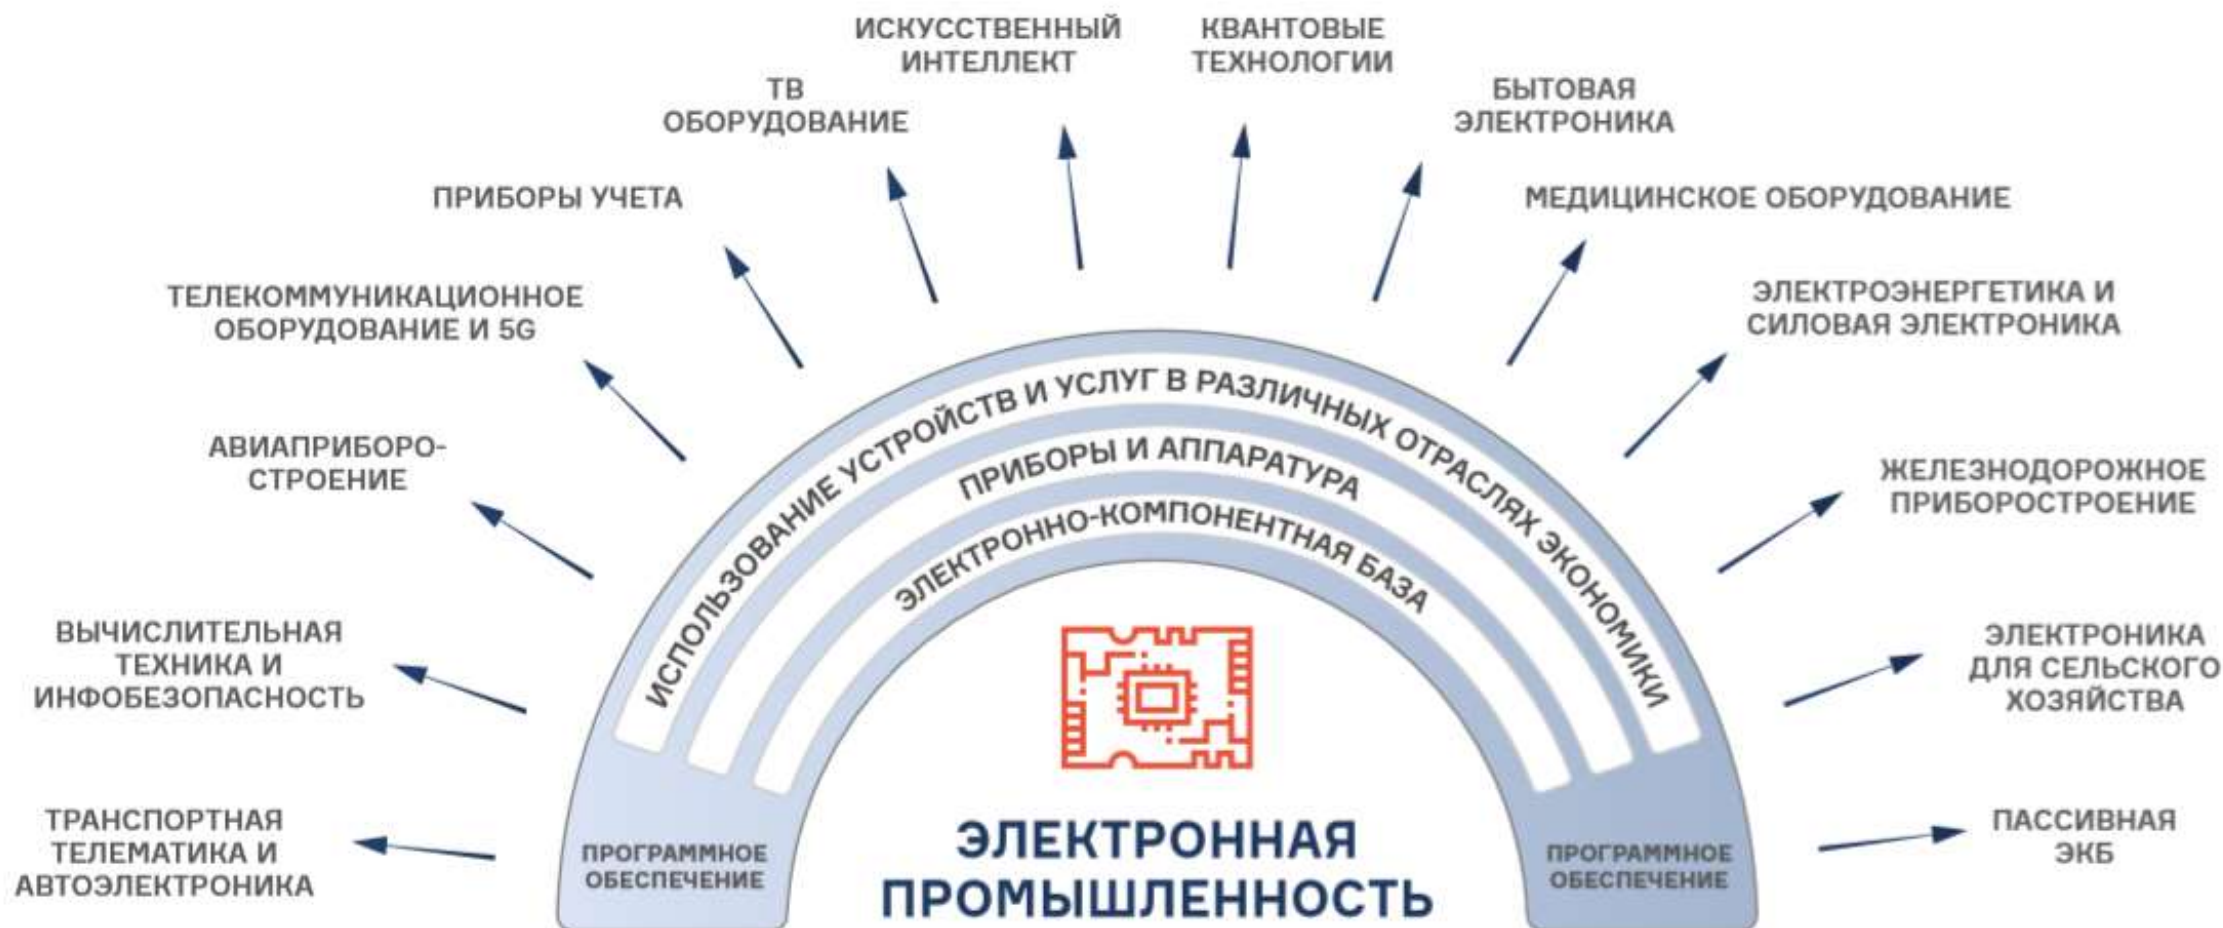 ИСКУССТВЕННЫЙ
ИНТЕЛЛЕКТ
КВАНТОВЫЕ
ТЕХНОЛОГИИ
ТВ
ОБОРУДОВАНИЕ
БЫТОВАЯ
ЭЛЕКТРОНИКА
ПРИБОРЫ УЧЕТА
МЕДИЦИНСКОЕ ОБОРУДОВАНИЕ
ТЕЛЕКОММУНИКАЦИОННОЕ
ОБОРУДОВАНИЕ И 5G
ЭЛЕКТРОЭНЕРГЕТИКА И
СИЛОВАЯ ЭЛЕКТРОНИКА
АВИАПРИБОРО-
СТРОЕНИЕ
ЖЕЛЕЗНОДОРОЖНОЕ
ПРИБОРОСТРОЕНИЕ
ВЫЧИСЛИТЕЛЬНАЯ
ТЕХНИКА И
ИНФОБЕЗОПАСНОСТЬ
ЭЛЕКТРОНИКА
ДЛЯ СЕЛЬСКОГО
ХОЗЯЙСТВА
ТРАНСПОРТНАЯ
ТЕЛЕМАТИКА И
АВТОЭЛЕКТРОНИКА
ПАССИВНАЯ
ЭКБ
ИСПОЛЬЗОВАНИЕ УСТРОЙСТВ И УСЛУГ В РАЗЛИЧНЫХ ОТРАСЛЯХ ЭКОНОМИКИ
ПРИБОРЫ И АППАРАТУРА
ЭЛЕКТРОННО-КОМПОНЕНТНАЯ БАЗА
ПРОГРАММНОЕ
ОБЕСПЕЧЕНИЕ
ЭЛЕКТРОННАЯ
ПРОМЫШЛЕННОСТЬ
ПРОГРАММНОЕ
ОБЕСПЕЧЕНИЕ